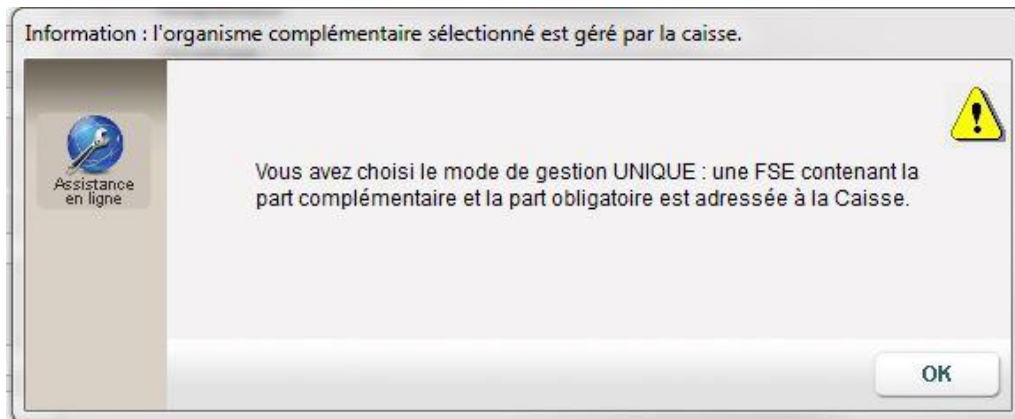 Information : l'organisme complémentaire sélectionné est géré par la caisse.
Assistance
en ligne
Vous avez choisi le mode de gestion UNIQUE : une FSE contenant la
part complémentaire et la part obligatoire est adressée à la Caisse.
OK